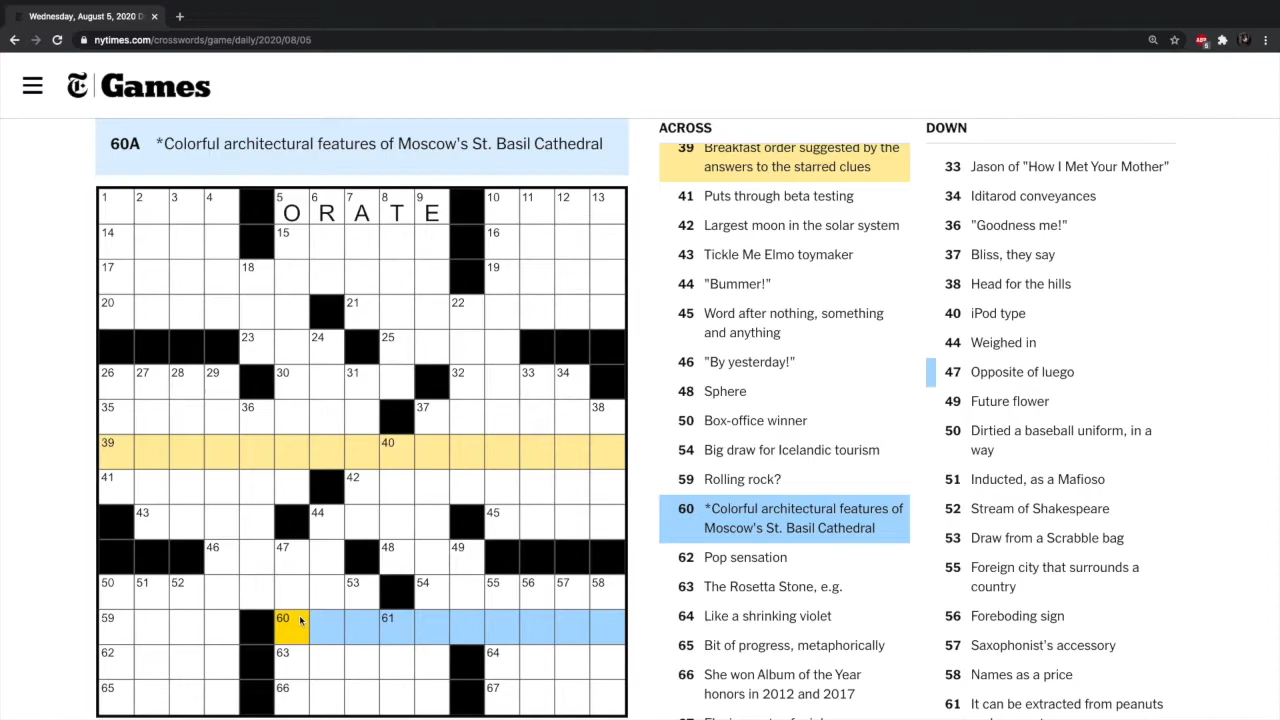 Wednesday, August 5, 2020 D
nytimes.com/crosswords/game/daily/2020/08/05
Games
60A *Colorful architectural features of Moscow's St. Basil Cathedral
1 2 3 4 5 6 7 8 9 10 11 12 13
O R A T E
14 15 16
17 18 19
20 21 22
23 24 25
26 27 28 29 30 31 32 33 34
35 36 37 38
39 40
41 42
43 44 45
46 47 48 49
50 51 52 53 54 55 56 57 58
59 60 61
62 63 64
65 66 67
ACROSS
39 Breakfast order suggested by the
answers to the starred clues
41 Puts through beta testing
42 Largest moon in the solar system
43 Tickle Me Elmo toymaker
44 "Bummer!"
45 Word after nothing, something
and anything
46 "By yesterday!"
48 Sphere
50 Box-office winner
54 Big draw for Icelandic tourism
59 Rolling rock?
60 *Colorful architectural features of
Moscow's St. Basil Cathedral
62 Pop sensation
63 The Rosetta Stone, e.g.
64 Like a shrinking violet
65 Bit of progress, metaphorically
66 She won Album of the Year
honors in 2012 and 2017
DOWN
33 Jason of "How I Met Your Mother"
34 Iditarod conveyances
36 "Goodness me!"
37 Bliss, they say
38 Head for the hills
40 iPod type
44 Weighed in
47 Opposite of luego
49 Future flower
50 Dirtied a baseball uniform, in a
way
51 Inducted, as a Mafioso
52 Stream of Shakespeare
53 Draw from a Scrabble bag
55 Foreign city that surrounds a
country
56 Foreboding sign
57 Saxophonist's accessory
58 Names as a price
61 It can be extracted from peanuts